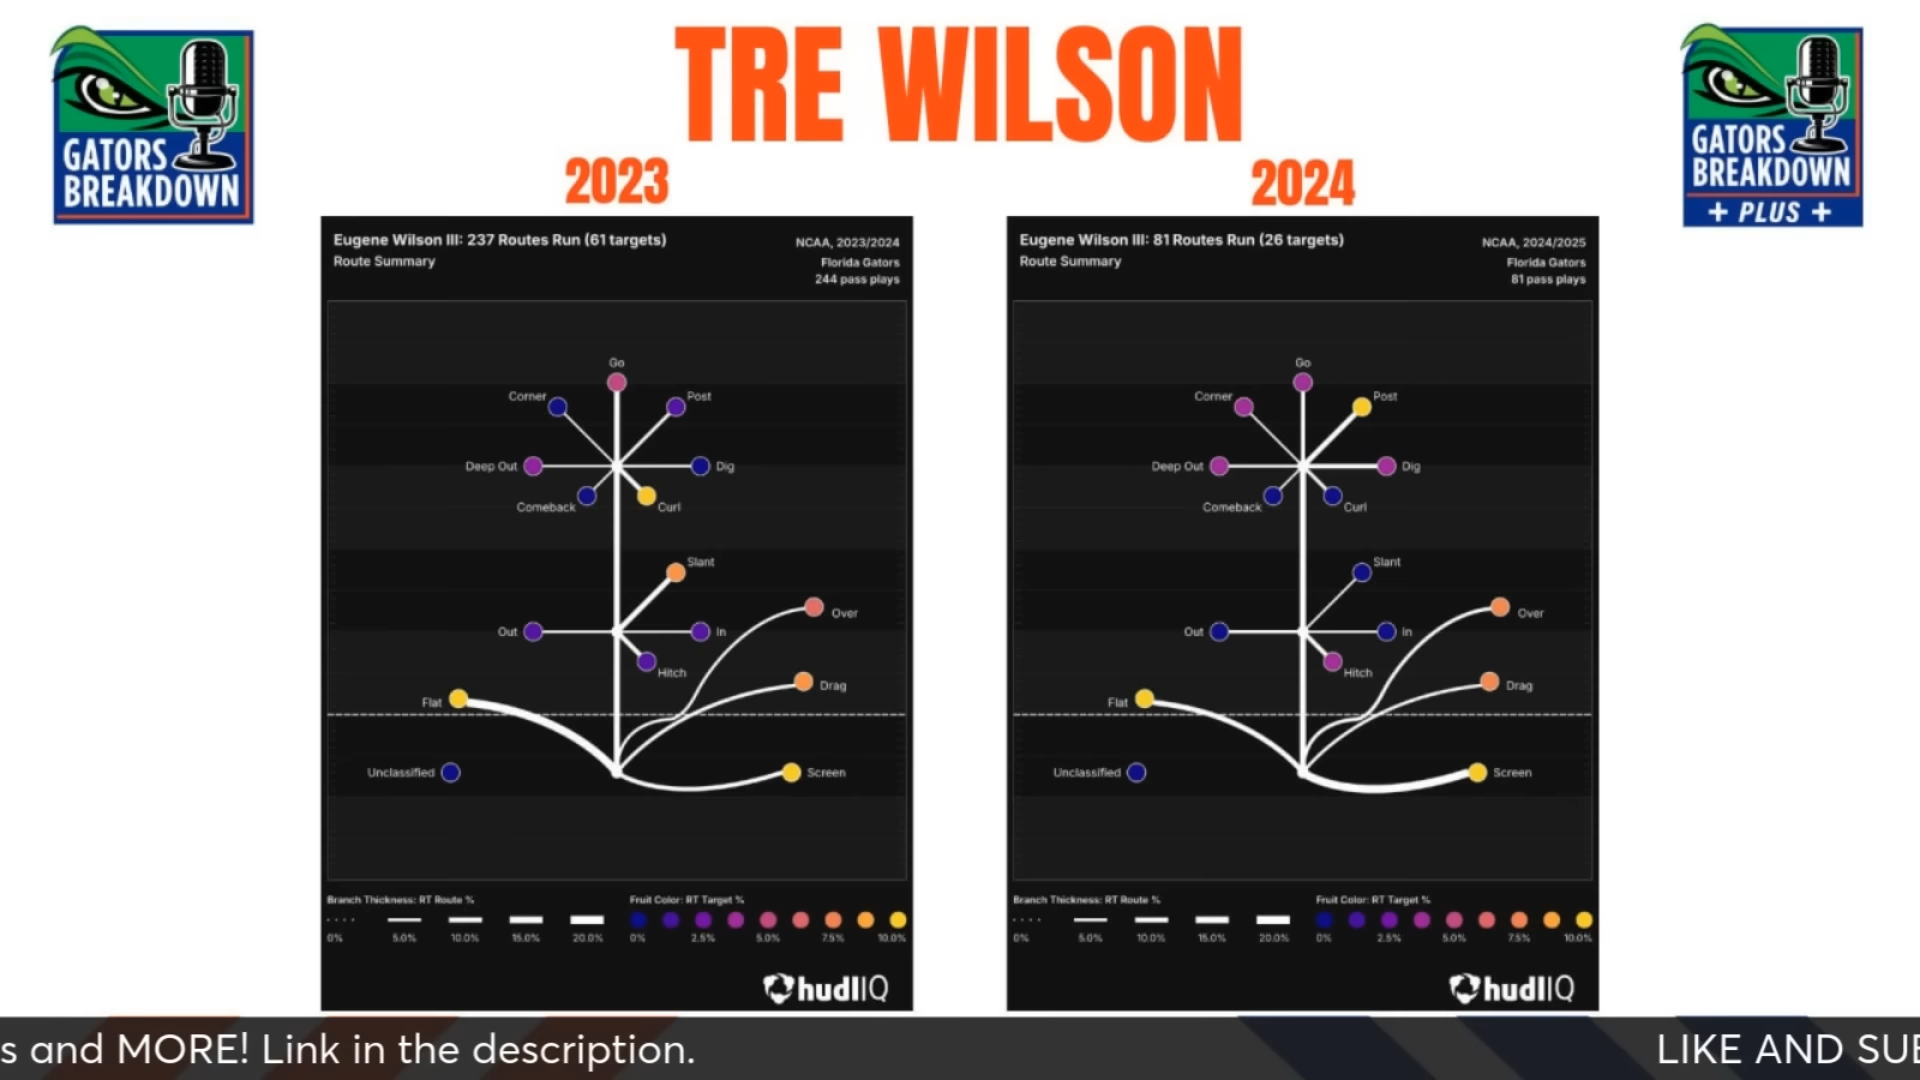 GATORS
BREAKDOWN
TRE WILSON
2023
2024
GATORS
BREAKDOWN
+ PLUS +
Eugene Wilson III: 237 Routes Run (61 targets)
Route Summary
NCAA, 2023/2024
Florida Gators
244 pass plays
Go
Corner
Post
Deep Out
Dig
Comeback
Curl
Slant
Over
Out
In
Hitch
Drag
Flat
Unclassified
Screen
Branch Thickness: RT Route %
0%
5.0%
10.0%
15.0%
20.0%
Fruit Color: RT Target %
0%
2.5%
5.0%
7.5%
10.0%
hudlIQ
Eugene Wilson III: 81 Routes Run (26 targets)
Route Summary
NCAA, 2024/2025
Florida Gators
81 pass plays
Go
Corner
Post
Deep Out
Dig
Comeback
Curl
Slant
Over
Out
In
Hitch
Drag
Flat
Unclassified
Screen
Branch Thickness: RT Route %
0%
5.0%
10.0%
15.0%
20.0%
Fruit Color: RT Target %
0%
2.5%
5.0%
7.5%
10.0%
hudlIQ
s and MORE! Link in the description.
LIKE AND SUB